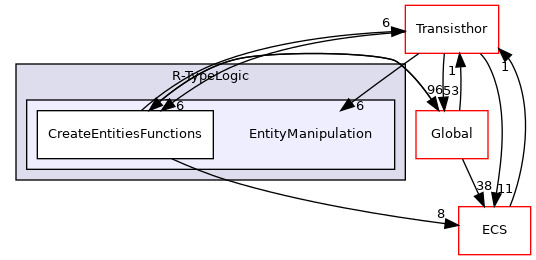 6
Transisthor
1
R-TypeLogic
1
96
53
6
6
CreateEntitiesFunctions
EntityManipulation
Global
38
11
8
ECS